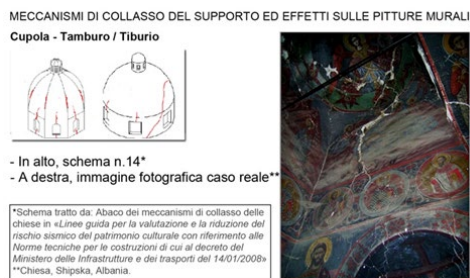 MECCANISMI DI COLLASSO DEL SUPPORTO ED EFFETTI SULLE PITTURE MURALI
Cupola - Tamburo / Tiburio
- In alto, schema n.14*
- A destra, immagine fotografica caso reale**
*Schema tratto da: Abaco dei meccanismi di collasso delle
chiese in «Linee guida per la valutazione e la riduzione del
rischio sismico del patrimonio culturale con riferimento alle
Norme tecniche per le costruzioni di cui al decreto del
Ministero delle Infrastrutture e dei trasporti del 14/01/2008»
**Chiesa, Shipska, Albania.